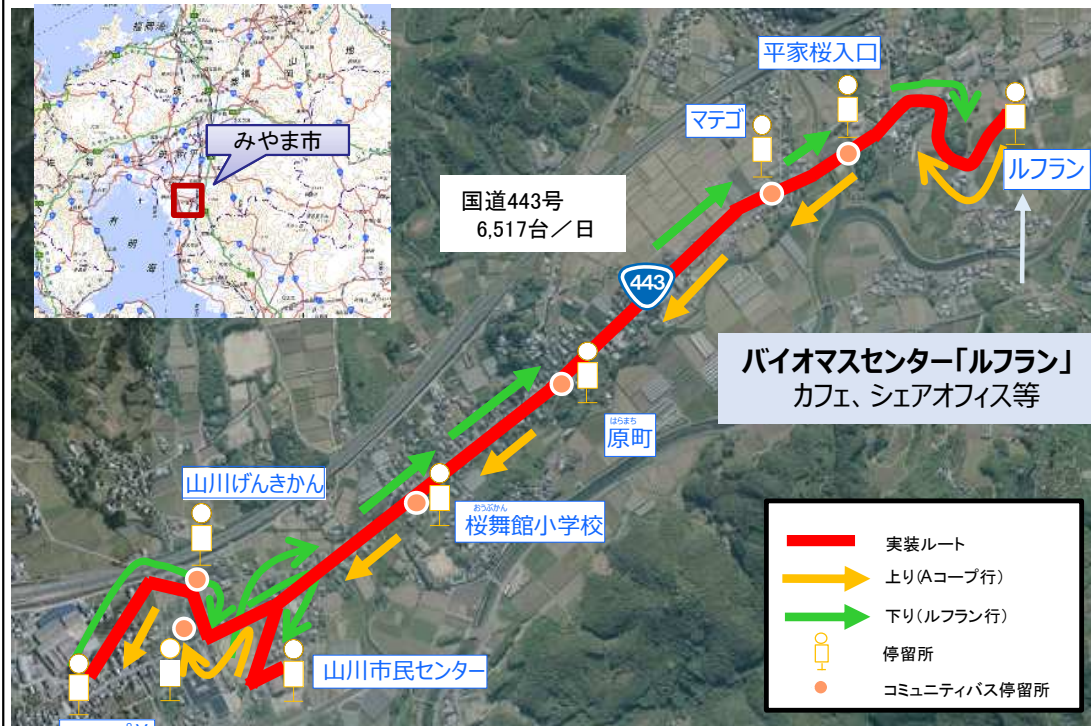 みやま市
国道443号
6,517台／日
平家桜入口
マテゴ
ルフラン
443
バイオマスセンター「ルフラン」
カフェ、シェアオフィス等
はらまち
原町
おうぶかん
桜舞館小学校
山川げんきかん
山川市民センター
実装ルート
上り(Aコープ行)
下り(ルフラン行)
停留所
コミュニティバス停留所